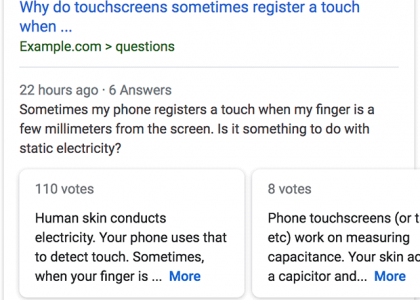 Why do touchscreens sometimes register a touch
when ...
Example.com > questions
22 hours ago · 6 Answers
Sometimes my phone registers a touch when my finger is a
few millimeters from the screen. Is it something to do with
static electricity?
110 votes
Human skin conducts
electricity. Your phone uses that
to detect touch. Sometimes,
when your finger is ... More
8 votes
Phone touchscreens (or t
etc) work on measuring
capacitance. Your skin ac
a capicitor and... More